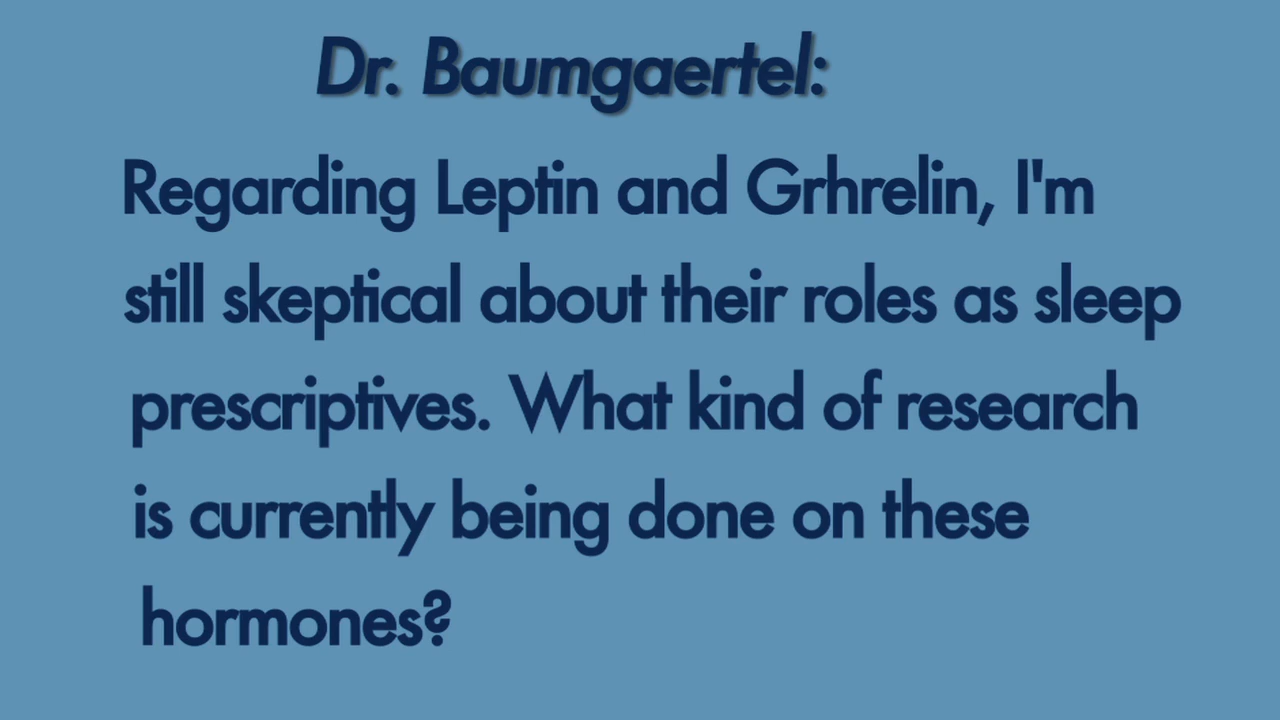 Dr. Baumgaertel:
Regarding Leptin and Grhrelin, I'm
still skeptical about their roles as sleep
prescriptives. What kind of research
is currently being done on these
hormones?